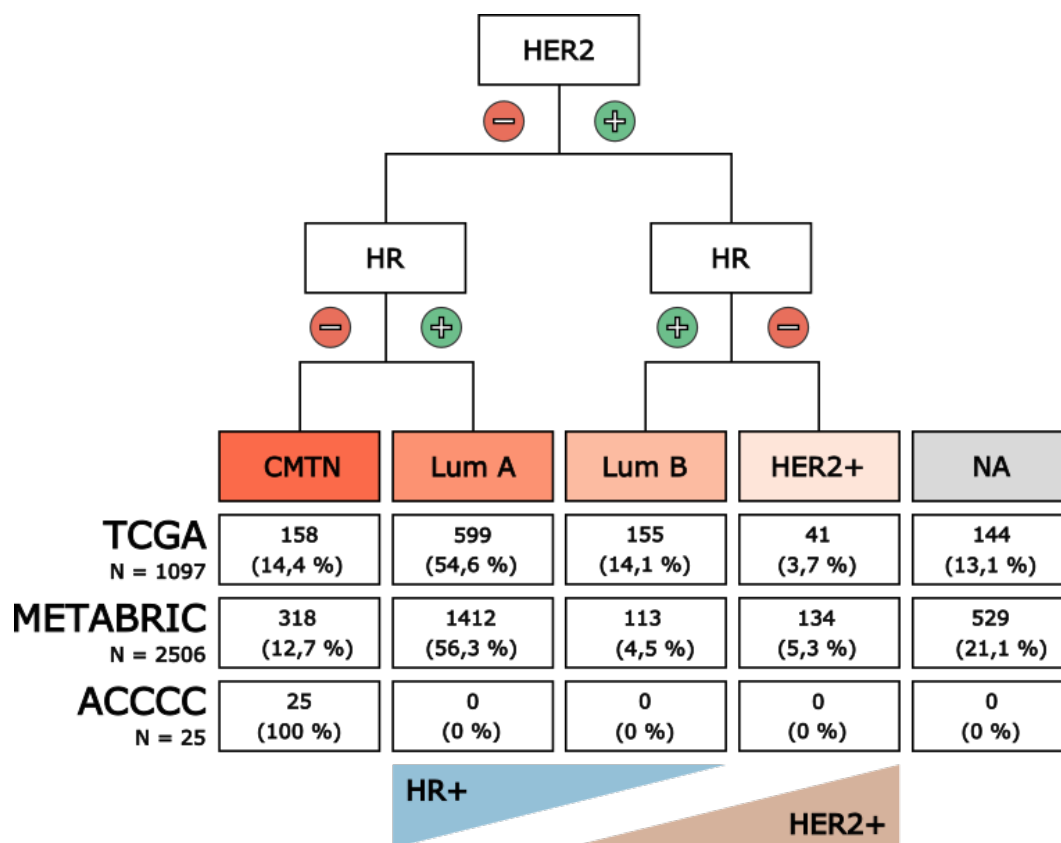 HER2
− +
HR HR
− + + −
CMTN Lum A Lum B HER2+ NA
TCGA 158 599 155 41 144
N = 1097 (14,4 %) (54,6 %) (14,1 %) (3,7 %) (13,1 %)
METABRIC 318 1412 113 134 529
N = 2506 (12,7 %) (56,3 %) (4,5 %) (5,3 %) (21,1 %)
ACCCC 25 0 0 0 0
N = 25 (100 %) (0 %) (0 %) (0 %) (0 %)
HR+
HER2+